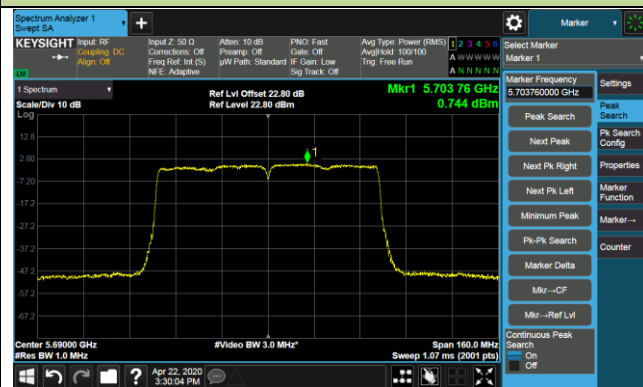 Spectrum Analyzer 1
Swept SA
+
Marker
KEYSIGHT
Input: RF
Coupling: DC
Align: Off
Input Z: 50 Ω
Corrections: Off
Freq Ref: Int (S)
NFE: Adaptive
Atten: 10 dB
Preamp: Off
µW Path: Standard
PNO: Fast
Gate: Off
IF Gain: Low
Sig Track: Off
Avg Type: Power (RMS)
Avg|Hold: 100/100
Trig: Free Run
1 2 3 4 5 6
A W W W W W
A N N N N N
LXI
Select Marker
Marker 1
1 Spectrum
Scale/Div 10 dB
Log
Ref Lvl Offset 22.80 dB
Ref Level 22.80 dBm
Mkr1 5.703 76 GHz
0.744 dBm
12.8
2.80
-7.20
-17.2
-27.2
-37.2
-47.2
-57.2
-67.2
1
Center 5.69000 GHz
#Res BW 1.0 MHz
#Video BW 3.0 MHz*
Span 160.0 MHz
Sweep 1.07 ms (2001 pts)
Marker Frequency
5.703760000 GHz
Peak Search
Next Peak
Next Pk Right
Next Pk Left
Minimum Peak
Pk-Pk Search
Marker Delta
Mkr→CF
Mkr→Ref Lvl
Continuous Peak
Search
On
Off
Settings
Peak
Search
Pk Search
Config
Properties
Marker
Function
Marker→
Counter
?
Apr 22, 2020
3:30:04 PM